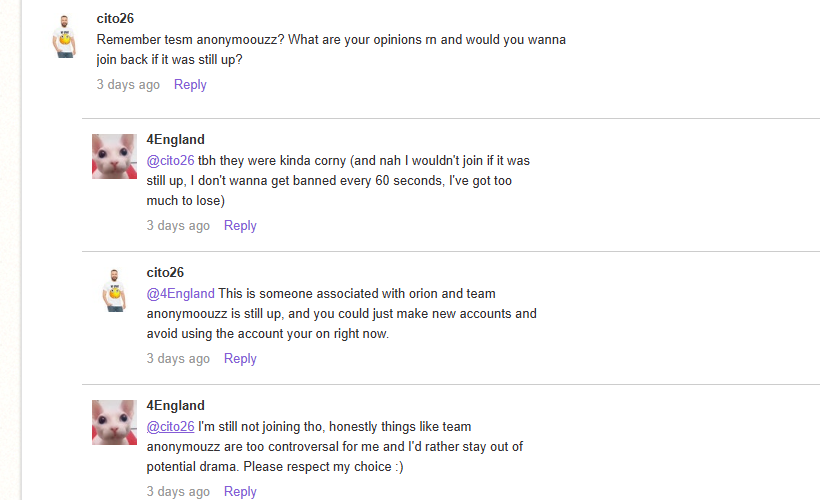 cito26
Remember tesm anonymoouzz? What are your opinions rn and would you wanna
join back if it was still up?
3 days ago Reply
4England
@cito26 tbh they were kinda corny (and nah I wouldn't join if it was
still up, I don't wanna get banned every 60 seconds, I've got too
much to lose)
3 days ago Reply
cito26
@4England This is someone associated with orion and team
anonymoouzz is still up, and you could just make new accounts and
avoid using the account your on right now.
3 days ago Reply
4England
@cito26 I'm still not joining tho, honestly things like team
anonymouzz are too controversal for me and I'd rather stay out of
potential drama. Please respect my choice :)
3 days ago Reply